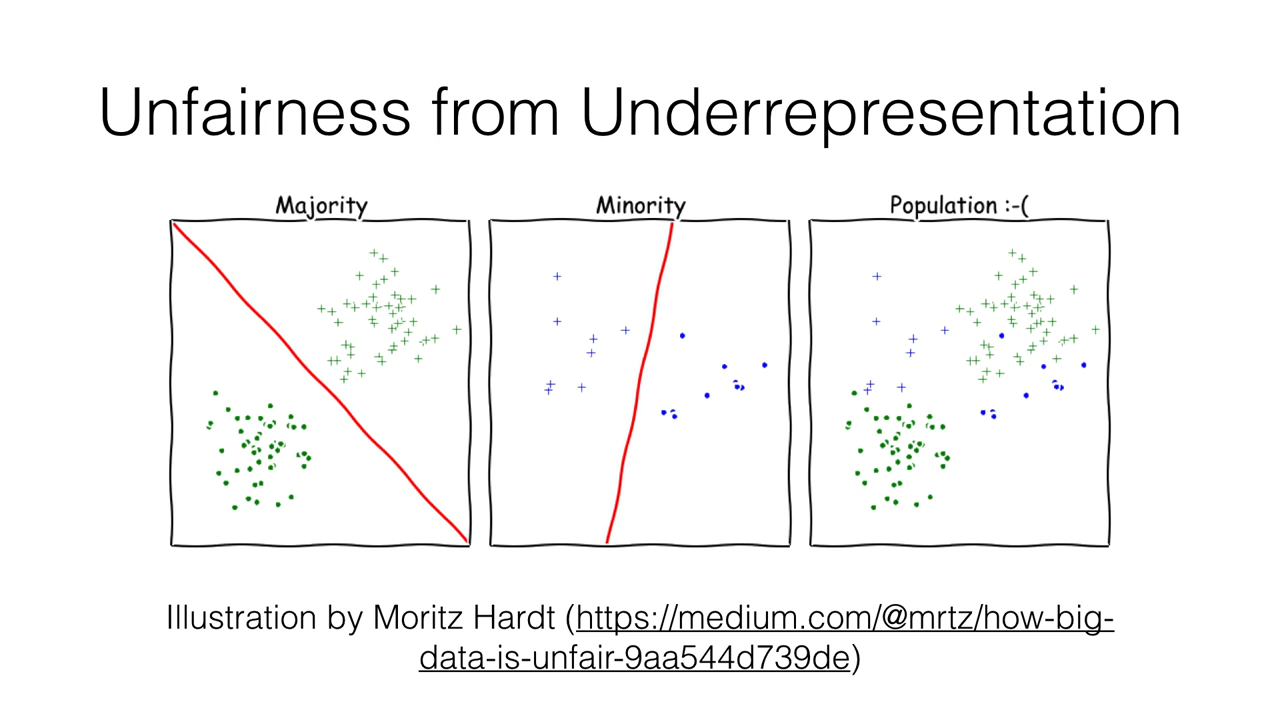 Unfairness from Underrepresentation
Majority
Minority
Population :-(
Illustration by Moritz Hardt (https://medium.com/@mrtz/how-big-
data-is-unfair-9aa544d739de)